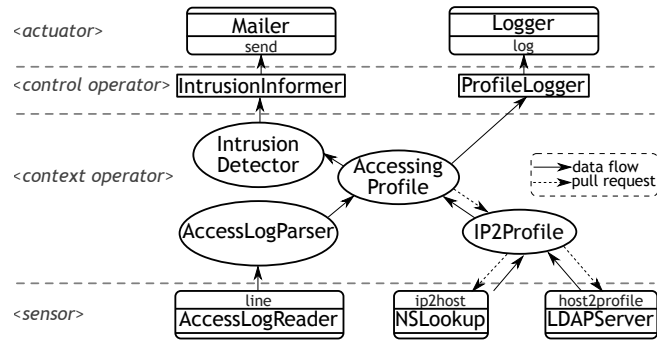 <actuator>
Mailer
send
Logger
log
<control operator>
IntrusionInformer
ProfileLogger
<context operator>
Intrusion
Detector
Accessing
Profile
data flow
pull request
AccessLogParser
IP2Profile
<sensor>
line
AccessLogReader
ip2host
NSLookup
host2profile
LDAPServer